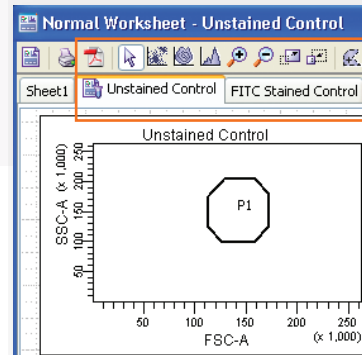 Normal Worksheet - Unstained Control
Sheet1 Unstained Control FITC Stained Control
Unstained Control
SSC-A (x 1,000)
250
200
150
100
50
P1
50 100 150 200 250
FSC-A (x 1,000)